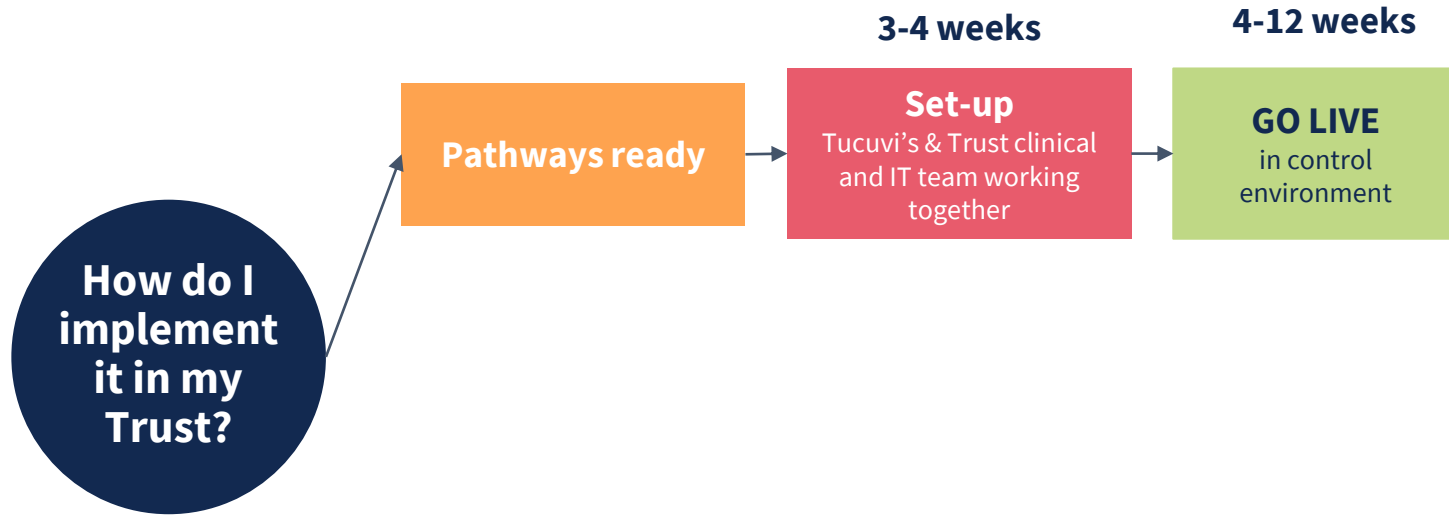 3-4 weeks
4-12 weeks
Pathways ready
Set-up
Tucuvi’s & Trust clinical
and IT team working
together
GO LIVE
in control
environment
How do I
implement
it in my
Trust?